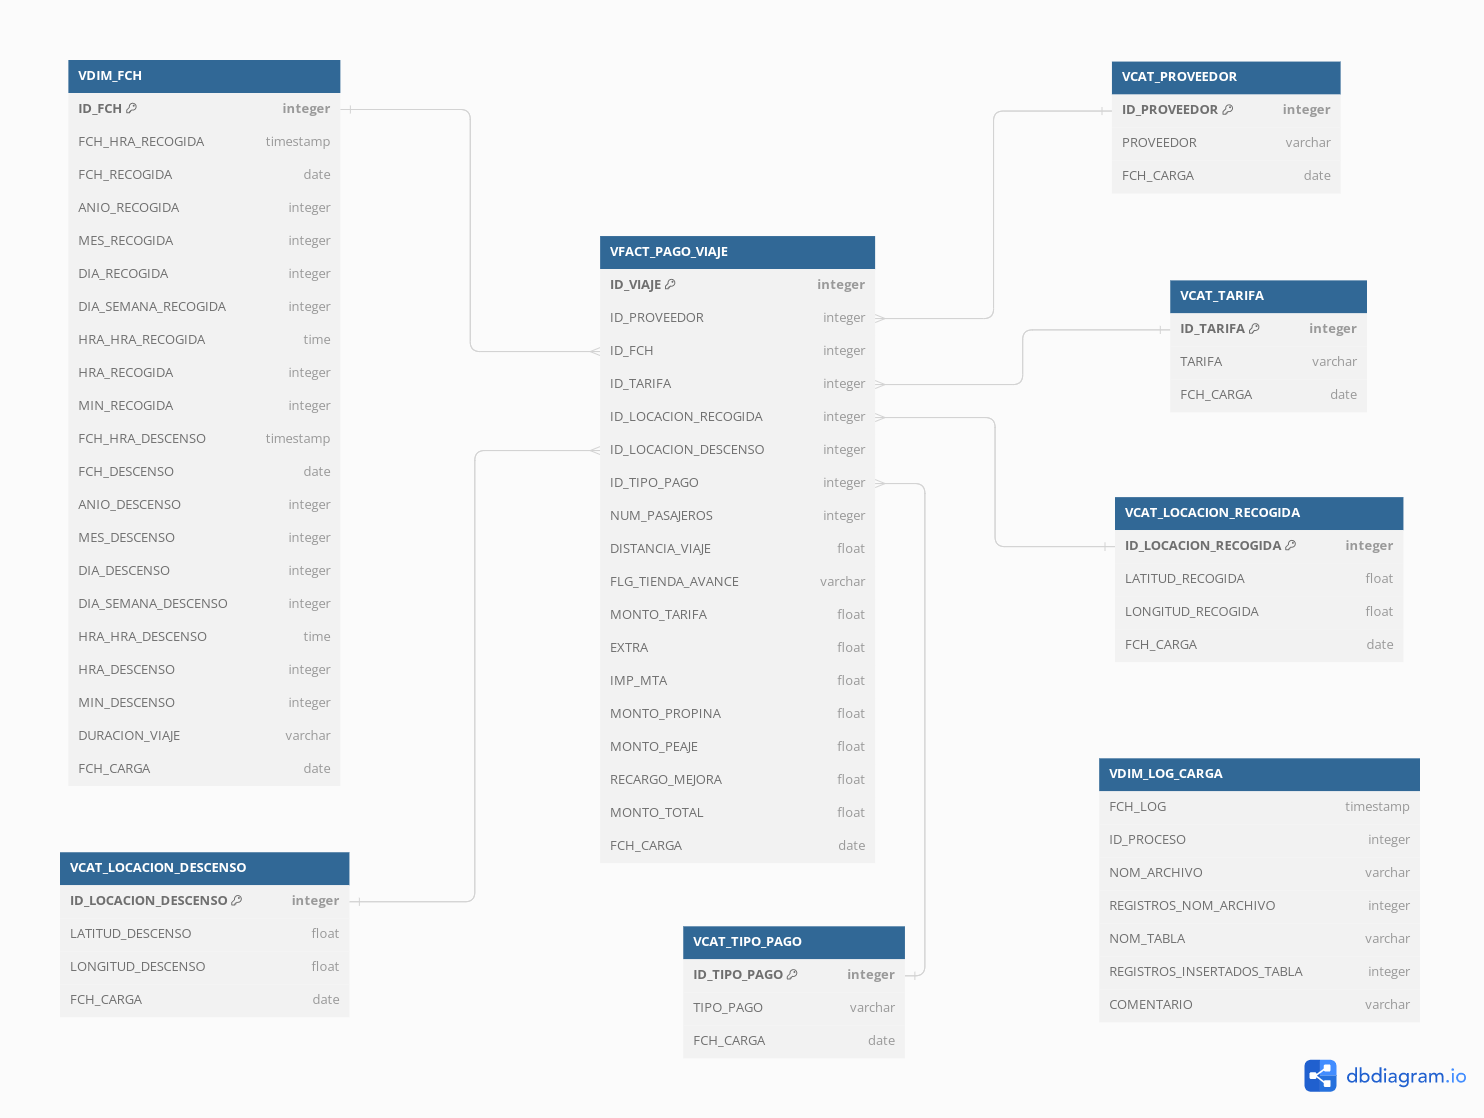 VDIM_FCH
ID_FCH integer
FCH_HRA_RECOGIDA timestamp
FCH_RECOGIDA date
ANIO_RECOGIDA integer
MES_RECOGIDA integer
DIA_RECOGIDA integer
DIA_SEMANA_RECOGIDA integer
HRA_HRA_RECOGIDA time
HRA_RECOGIDA integer
MIN_RECOGIDA integer
FCH_HRA_DESCENSO timestamp
FCH_DESCENSO date
ANIO_DESCENSO integer
MES_DESCENSO integer
DIA_DESCENSO integer
DIA_SEMANA_DESCENSO integer
HRA_HRA_DESCENSO time
HRA_DESCENSO integer
MIN_DESCENSO integer
DURACION_VIAJE varchar
FCH_CARGA date
VCAT_LOCACION_DESCENSO
ID_LOCACION_DESCENSO integer
LATITUD_DESCENSO float
LONGITUD_DESCENSO float
FCH_CARGA date
VFACT_PAGO_VIAJE
ID_VIAJE integer
ID_PROVEEDOR integer
ID_FCH integer
ID_TARIFA integer
ID_LOCACION_RECOGIDA integer
ID_LOCACION_DESCENSO integer
ID_TIPO_PAGO integer
NUM_PASAJEROS integer
DISTANCIA_VIAJE float
FLG_TIENDA_AVANCE varchar
MONTO_TARIFA float
EXTRA float
IMP_MTA float
MONTO_PROPINA float
MONTO_PEAJE float
RECARGO_MEJORA float
MONTO_TOTAL float
FCH_CARGA date
VCAT_TIPO_PAGO
ID_TIPO_PAGO integer
TIPO_PAGO varchar
FCH_CARGA date
VCAT_PROVEEDOR
ID_PROVEEDOR integer
PROVEEDOR varchar
FCH_CARGA date
VCAT_TARIFA
ID_TARIFA integer
TARIFA varchar
FCH_CARGA date
VCAT_LOCACION_RECOGIDA
ID_LOCACION_RECOGIDA integer
LATITUD_RECOGIDA float
LONGITUD_RECOGIDA float
FCH_CARGA date
VDIM_LOG_CARGA
FCH_LOG timestamp
ID_PROCESO integer
NOM_ARCHIVO varchar
REGISTROS_NOM_ARCHIVO integer
NOM_TABLA varchar
REGISTROS_INSERTADOS_TABLA integer
COMENTARIO varchar
dbdiagram.io